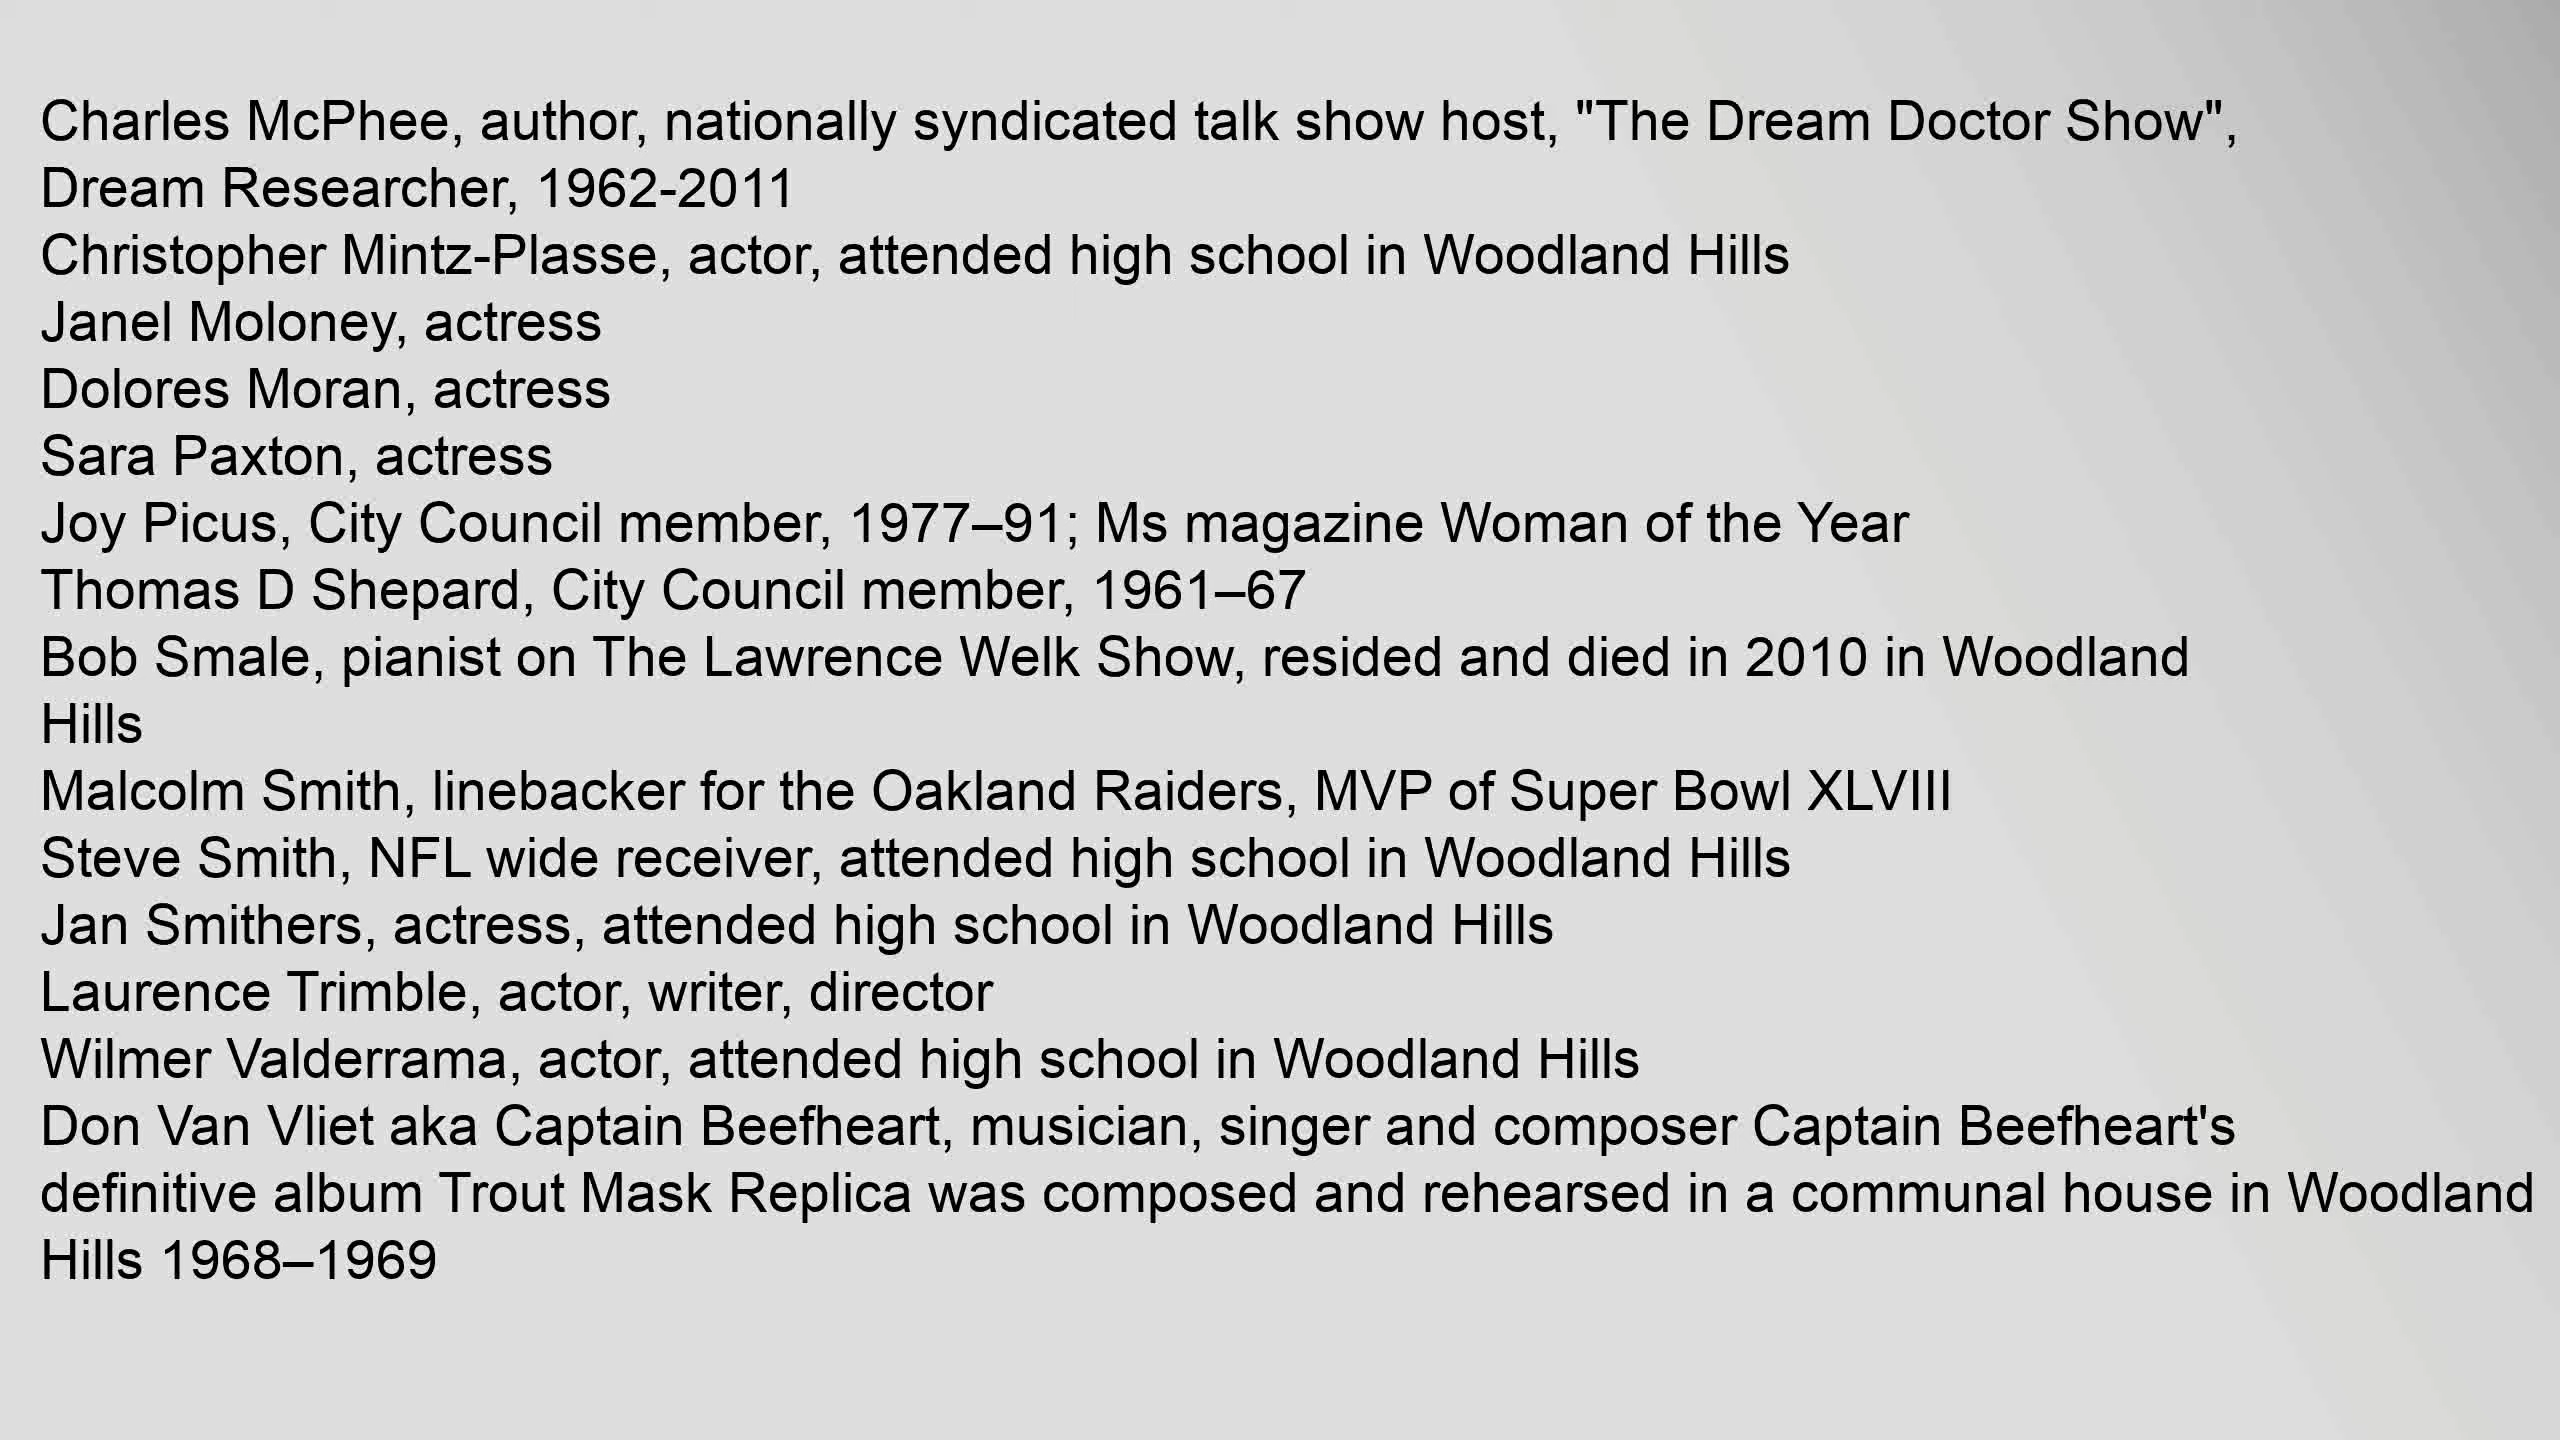 Charles McPhee, author, nationally syndicated talk show host, "The Dream Doctor Show",
Dream Researcher, 1962-2011
Christopher Mintz-Plasse, actor, attended high school in Woodland Hills
Janel Moloney, actress
Dolores Moran, actress
Sara Paxton, actress
Joy Picus, City Council member, 1977–91; Ms magazine Woman of the Year
Thomas D Shepard, City Council member, 1961–67
Bob Smale, pianist on The Lawrence Welk Show, resided and died in 2010 in Woodland
Hills
Malcolm Smith, linebacker for the Oakland Raiders, MVP of Super Bowl XLVIII
Steve Smith, NFL wide receiver, attended high school in Woodland Hills
Jan Smithers, actress, attended high school in Woodland Hills
Laurence Trimble, actor, writer, director
Wilmer Valderrama, actor, attended high school in Woodland Hills
Don Van Vliet aka Captain Beefheart, musician, singer and composer Captain Beefheart's
definitive album Trout Mask Replica was composed and rehearsed in a communal house in Woodland
Hills 1968–1969